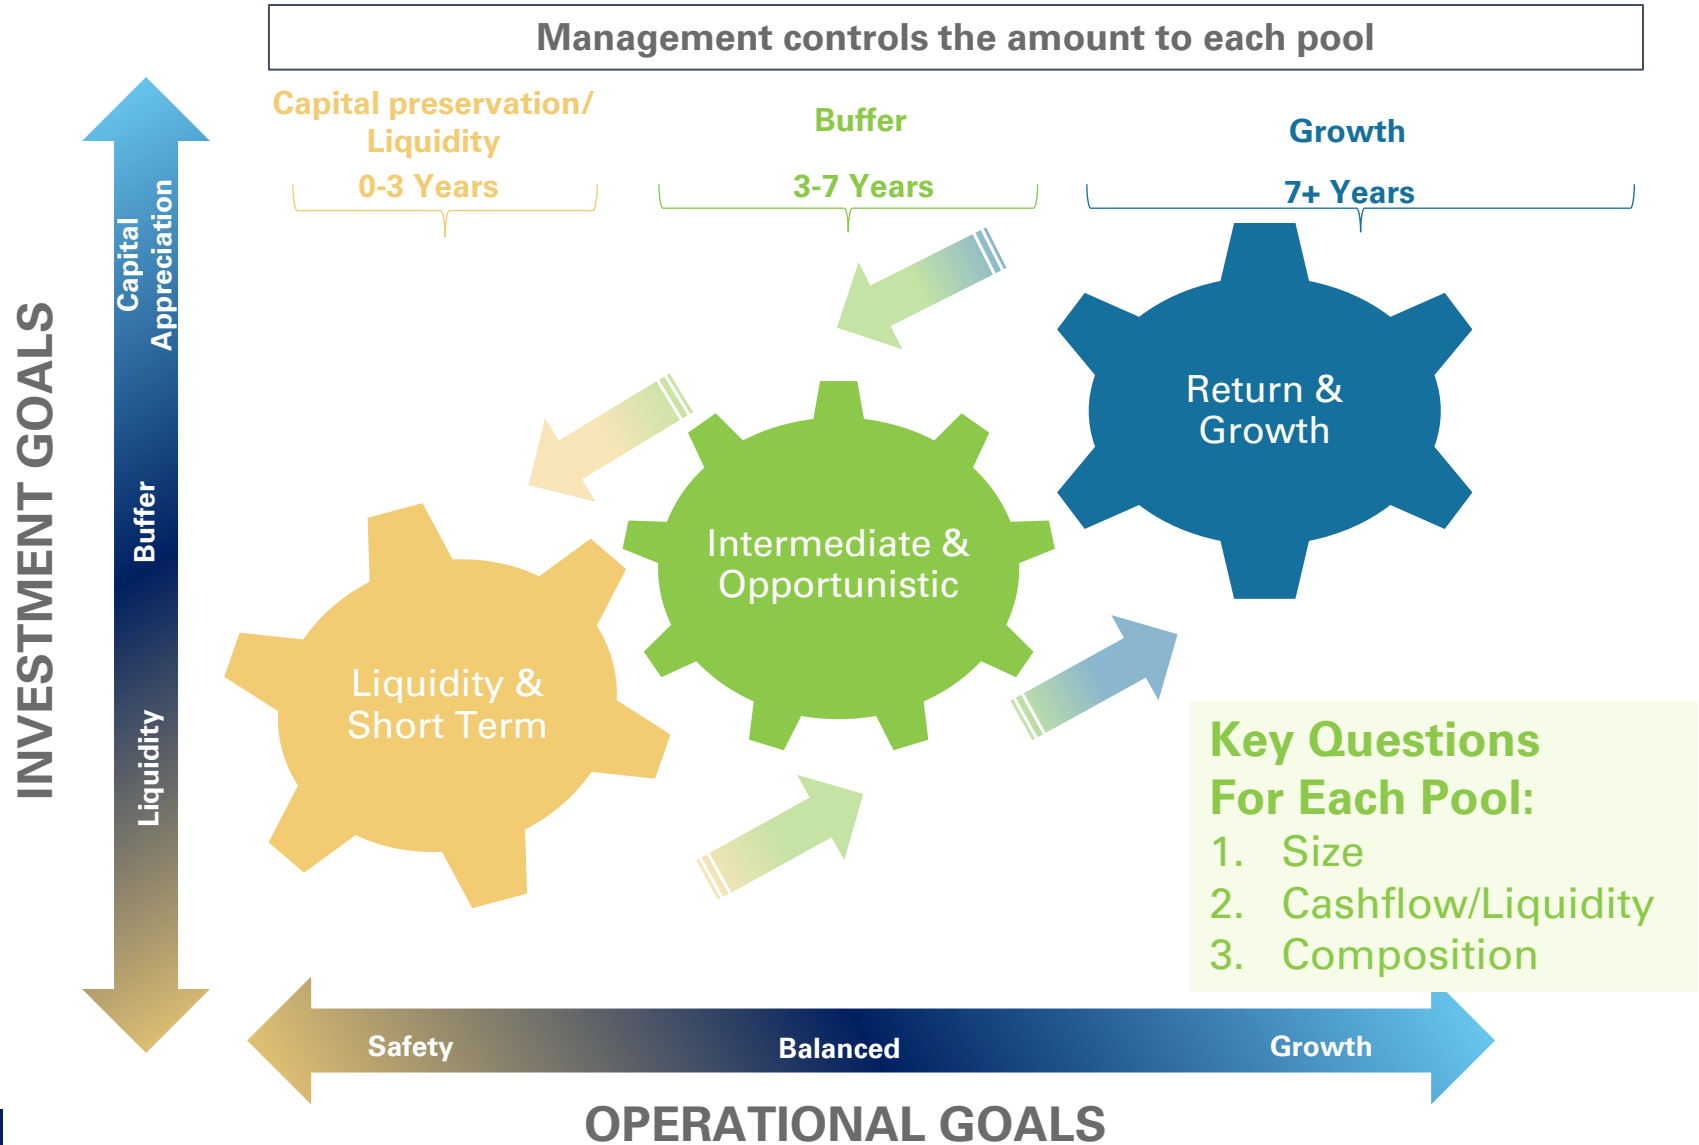 Management controls the amount to each pool
Capital preservation/
Liquidity
0-3 Years
Buffer
3-7 Years
Growth
7+ Years
INVESTMENT GOALS
Capital
Appreciation
Buffer
Liquidity
Return &
Growth
Intermediate &
Opportunistic
Liquidity &
Short Term
Key Questions
For Each Pool:
1. Size
2. Cashflow/Liquidity
3. Composition
Safety
Balanced
Growth
OPERATIONAL GOALS